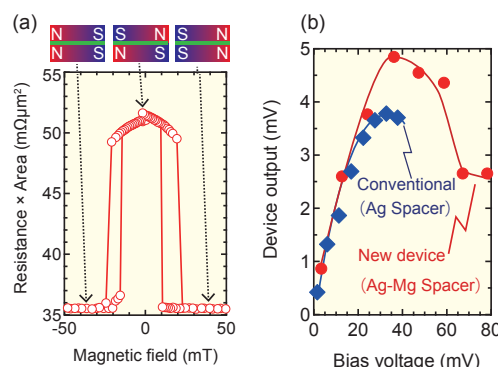 (a)
N S S N S S
N S N S N N
Resistance × Area (mΩμm²)
55
50
45
40
35
-50 0 50
Magnetic field (mT)
(b)
Device output (mV)
5
4
3
2
1
0
0 20 40 60 80
Bias voltage (mV)
Conventional
(Ag Spacer)
New device
(Ag-Mg Spacer)